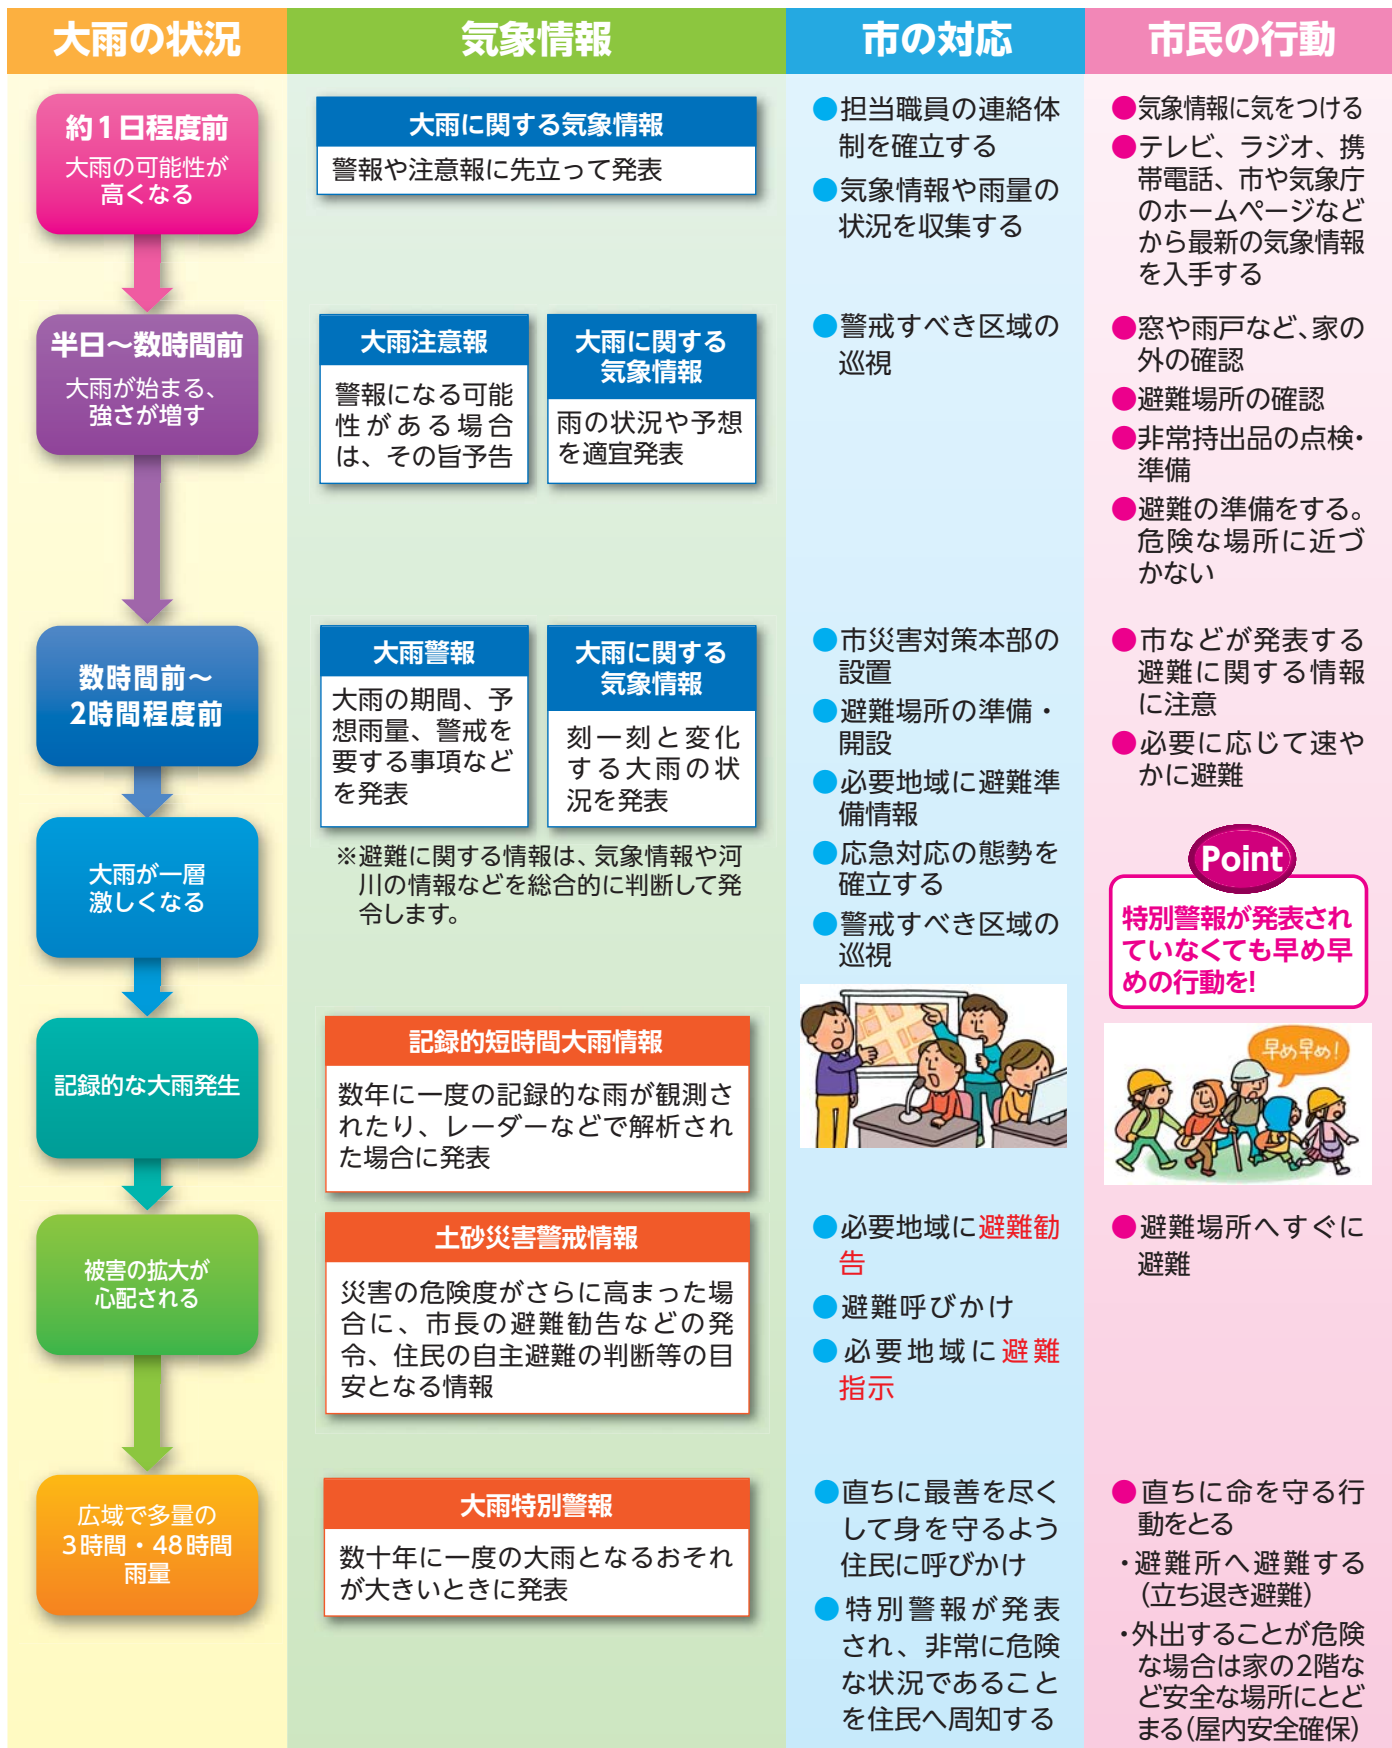 大雨の状況
気象情報
市の対応
市民の行動
約1日程度前
大雨の可能性が
高くなる
大雨に関する気象情報
警報や注意報に先立って発表
●担当職員の連絡体
制を確立する
●気象情報や雨量の
状況を収集する
●気象情報に気をつける
●テレビ、ラジオ、携
帯電話、市や気象庁
のホームページなど
から最新の気象情報
を入手する
半日～数時間前
大雨が始まる、
強さが増す
大雨注意報
警報になる可能
性がある場合
は、その旨予告
大雨に関する
気象情報
雨の状況や予想
を適宜発表
●警戒すべき区域の
巡視
●窓や雨戸など、家の
外の確認
●避難場所の確認
●非常持出品の点検・
準備
●避難の準備をする。
危険な場所に近づ
かない
数時間前～
2時間程度前
大雨が一層
激しくなる
大雨警報
大雨の期間、予
想雨量、警戒を
要する事項など
を発表
大雨に関する
気象情報
刻一刻と変化
する大雨の状
況を発表
※避難に関する情報は、気象情報や河
川の情報などを総合的に判断して発
令します。
●市災害対策本部の
設置
●避難場所の準備・
開設
●必要地域に避難準
備情報
●応急対応の態勢を
確立する
●警戒すべき区域の
巡視
●市などが発表する
避難に関する情報
に注意
●必要に応じて速や
かに避難
Point
特別警報が発表され
ていなくても早め早
めの行動を!
早め早め!
記録的な大雨発生
記録的短時間大雨情報
数年に一度の記録的な雨が観測さ
れたり、レーダーなどで解析され
た場合に発表
被害の拡大が
心配される
土砂災害警戒情報
災害の危険度がさらに高まった場
合に、市長の避難勧告などの発
令、住民の自主避難の判断等の目
安となる情報
●必要地域に避難勧
告
●避難呼びかけ
●必要地域に避難
指示
●避難場所へすぐに
避難
広域で多量の
3時間・48時間
雨量
大雨特別警報
数十年に一度の大雨となるおそれ
が大きいときに発表
●直ちに最善を尽く
して身を守るよう
住民に呼びかけ
●特別警報が発表
され、非常に危険
な状況であること
を住民へ周知する
●直ちに命を守る行
動をとる
・避難所へ避難する
(立ち退き避難)
・外出することが危険
な場合は家の2階な
ど安全な場所にとど
まる(屋内安全確保)